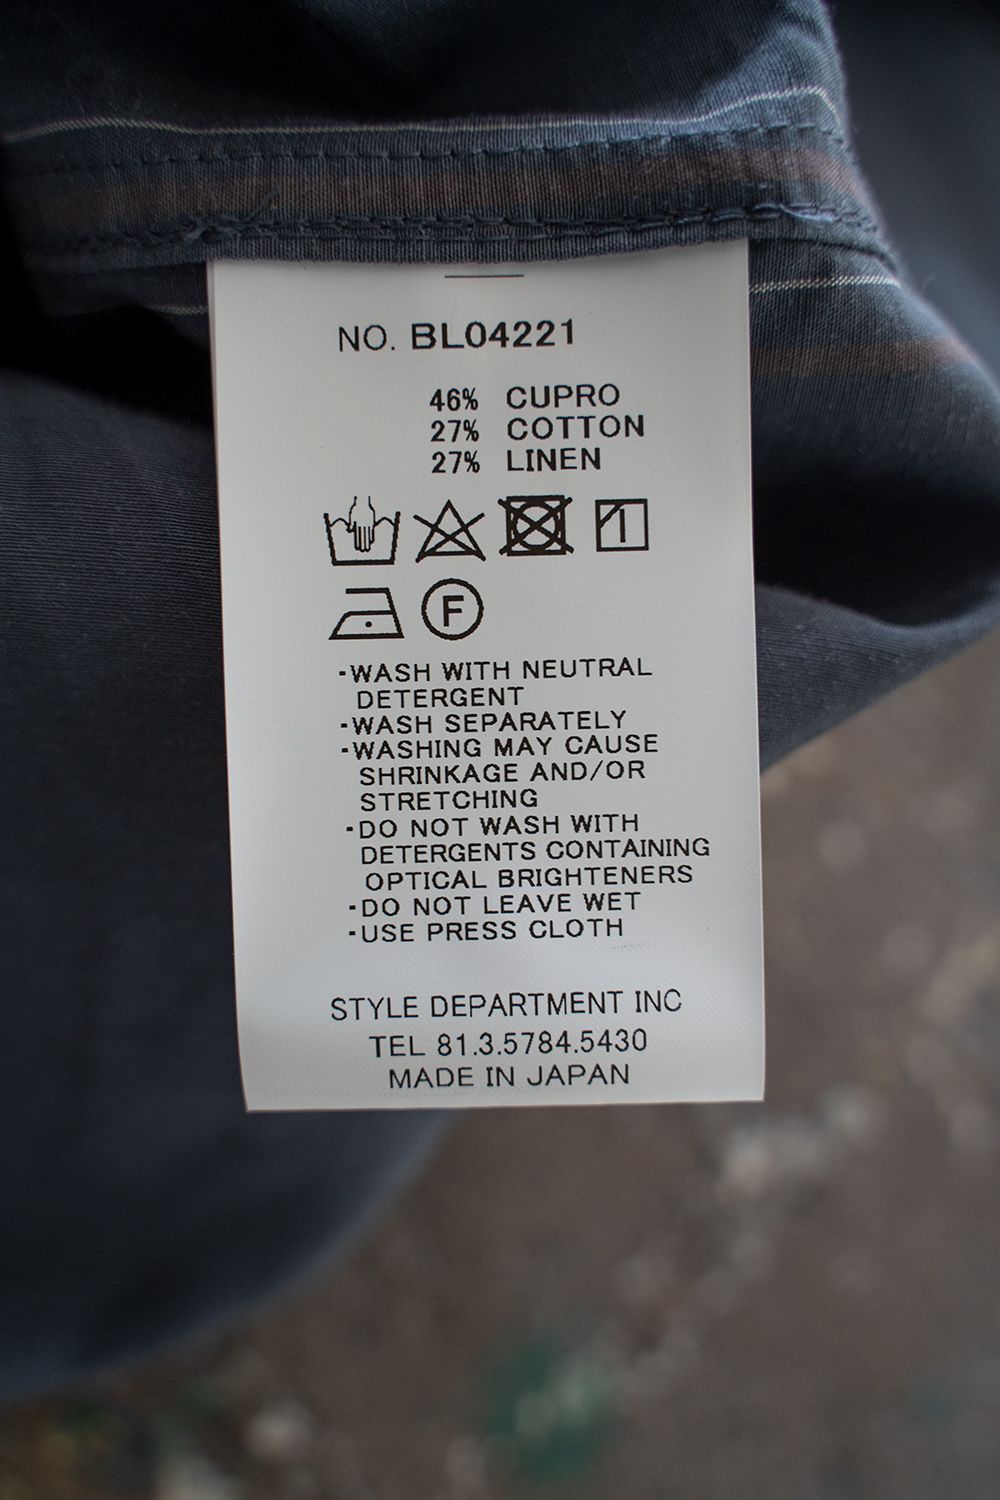 NO. BL04221
46% CUPRO
27% COTTON
27% LINEN
F
-WASH WITH NEUTRAL
DETERGENT
-WASH SEPARATELY
-WASHING MAY CAUSE
SHRINKAGE AND/OR
STRETCHING
-DO NOT WASH WITH
DETERGENTS CONTAINING
OPTICAL BRIGHTENERS
-DO NOT LEAVE WET
-USE PRESS CLOTH
STYLE DEPARTMENT INC
TEL 81.3.5784.5430
MADE IN JAPAN